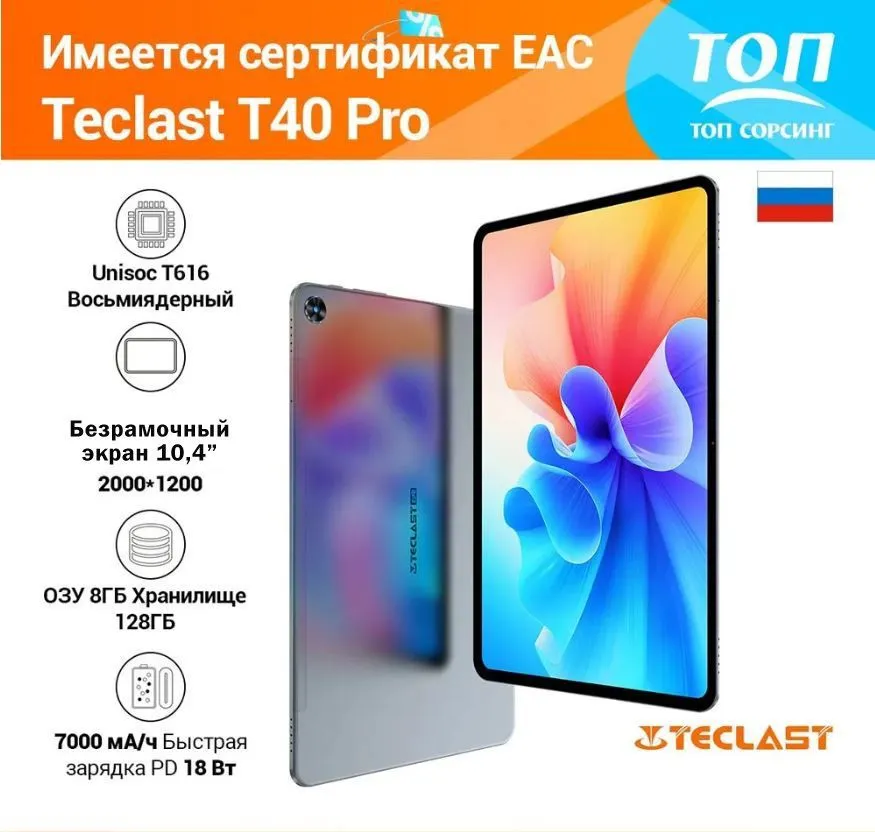 Имеется сертификат ЕАС
Teclast T40 Pro
ТОП
ТОП СОРСИНГ
Unisoc T616
Восьмиядерный
Безрамочный
экран 10,4”
2000*1200
ОЗУ 8ГБ Хранилище
128ГБ
7000 мА/ч Быстрая
зарядка PD 18 Вт
TECLAST
TECLAST